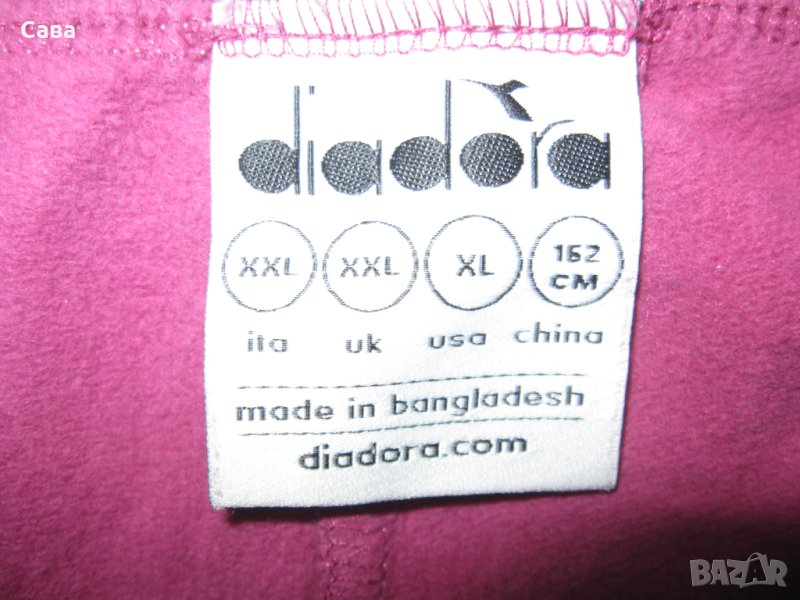 Сава
diadora
XXL XXL XL 162 CM
ita uk usa china
made in bangladesh
diadora.com
BAZAR